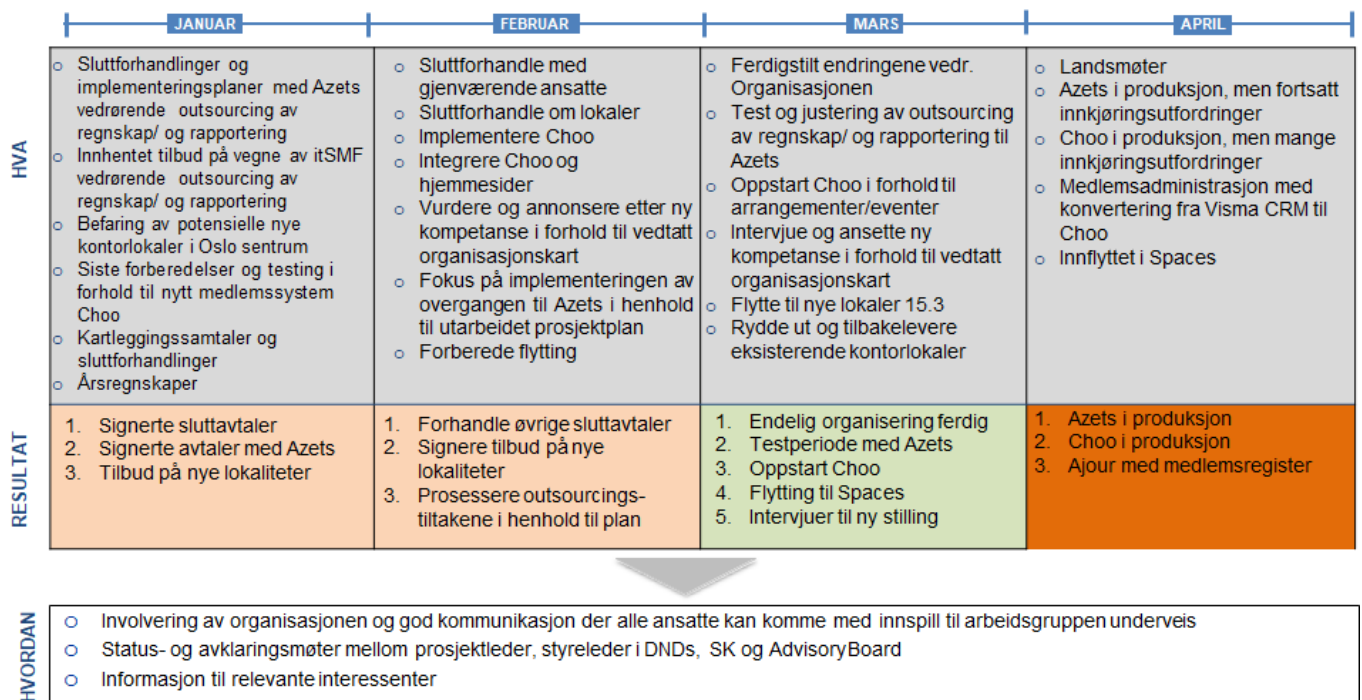 JANUAR
FEBRUAR
MARS
APRIL
HVA
o Sluttforhandlinger og
implementeringsplaner med Azets
vedrørende outsourcing av
regnskap/ og rapportering
o Innhentet tilbud på vegne av itSMF
vedrørende outsourcing av
regnskap/ og rapportering
o Befaring av potensielle nye
kontorlokaler i Oslo sentrum
o Siste forberedelser og testing i
forhold til nytt medlemssystem
Choo
o Kartleggingssamtaler og
sluttforhandlinger
o Årsregnskaper
o Sluttforhandle med
gjenværende ansatte
o Sluttforhandle om lokaler
o Implementere Choo
o Integrere Choo og
hjemmesider
o Vurdere og annonsere etter ny
kompetanse i forhold til vedtatt
organisasjonskart
o Fokus på implementeringen av
overgangen til Azets i henhold
til utarbeidet prosjektplan
o Forberede flytting
o Ferdigstilt endringene vedr.
Organisasjonen
o Test og justering av outsourcing
av regnskap/ og rapportering til
Azets
o Oppstart Choo i forhold til
arrangementer/eventer
o Intervjue og ansette ny
kompetanse i forhold til vedtatt
organisasjonskart
o Flytte til nye lokaler 15.3
o Rydde ut og tilbakelevere
eksisterende kontorlokaler
o Landsmøter
o Azets i produksjon, men fortsatt
innkjøringsutfordringer
o Choo i produksjon, men mange
innkjøringsutfordringer
o Medlemsadministrasjon med
konvertering fra Visma CRM til
Choo
o Innflyttet i Spaces
RESULTAT
1. Signerte sluttavtaler
2. Signerte avtaler med Azets
3. Tilbud på nye lokaliteter
1. Forhandle øvrige sluttavtaler
2. Signere tilbud på nye
lokaliteter
3. Prosessere outsourcings-
tiltakene i henhold til plan
1. Endelig organisering ferdig
2. Testperiode med Azets
3. Oppstart Choo
4. Flytting til Spaces
5. Intervjuer til ny stilling
1. Azets i produksjon
2. Choo i produksjon
3. Ajour med medlemsregister
HVORDAN
o Involvering av organisasjonen og god kommunikasjon der alle ansatte kan komme med innspill til arbeidsgruppen underveis
o Status- og avklaringsmøter mellom prosjektleder, styreleder i DNDs, SK og AdvisoryBoard
o Informasjon til relevante interessenter